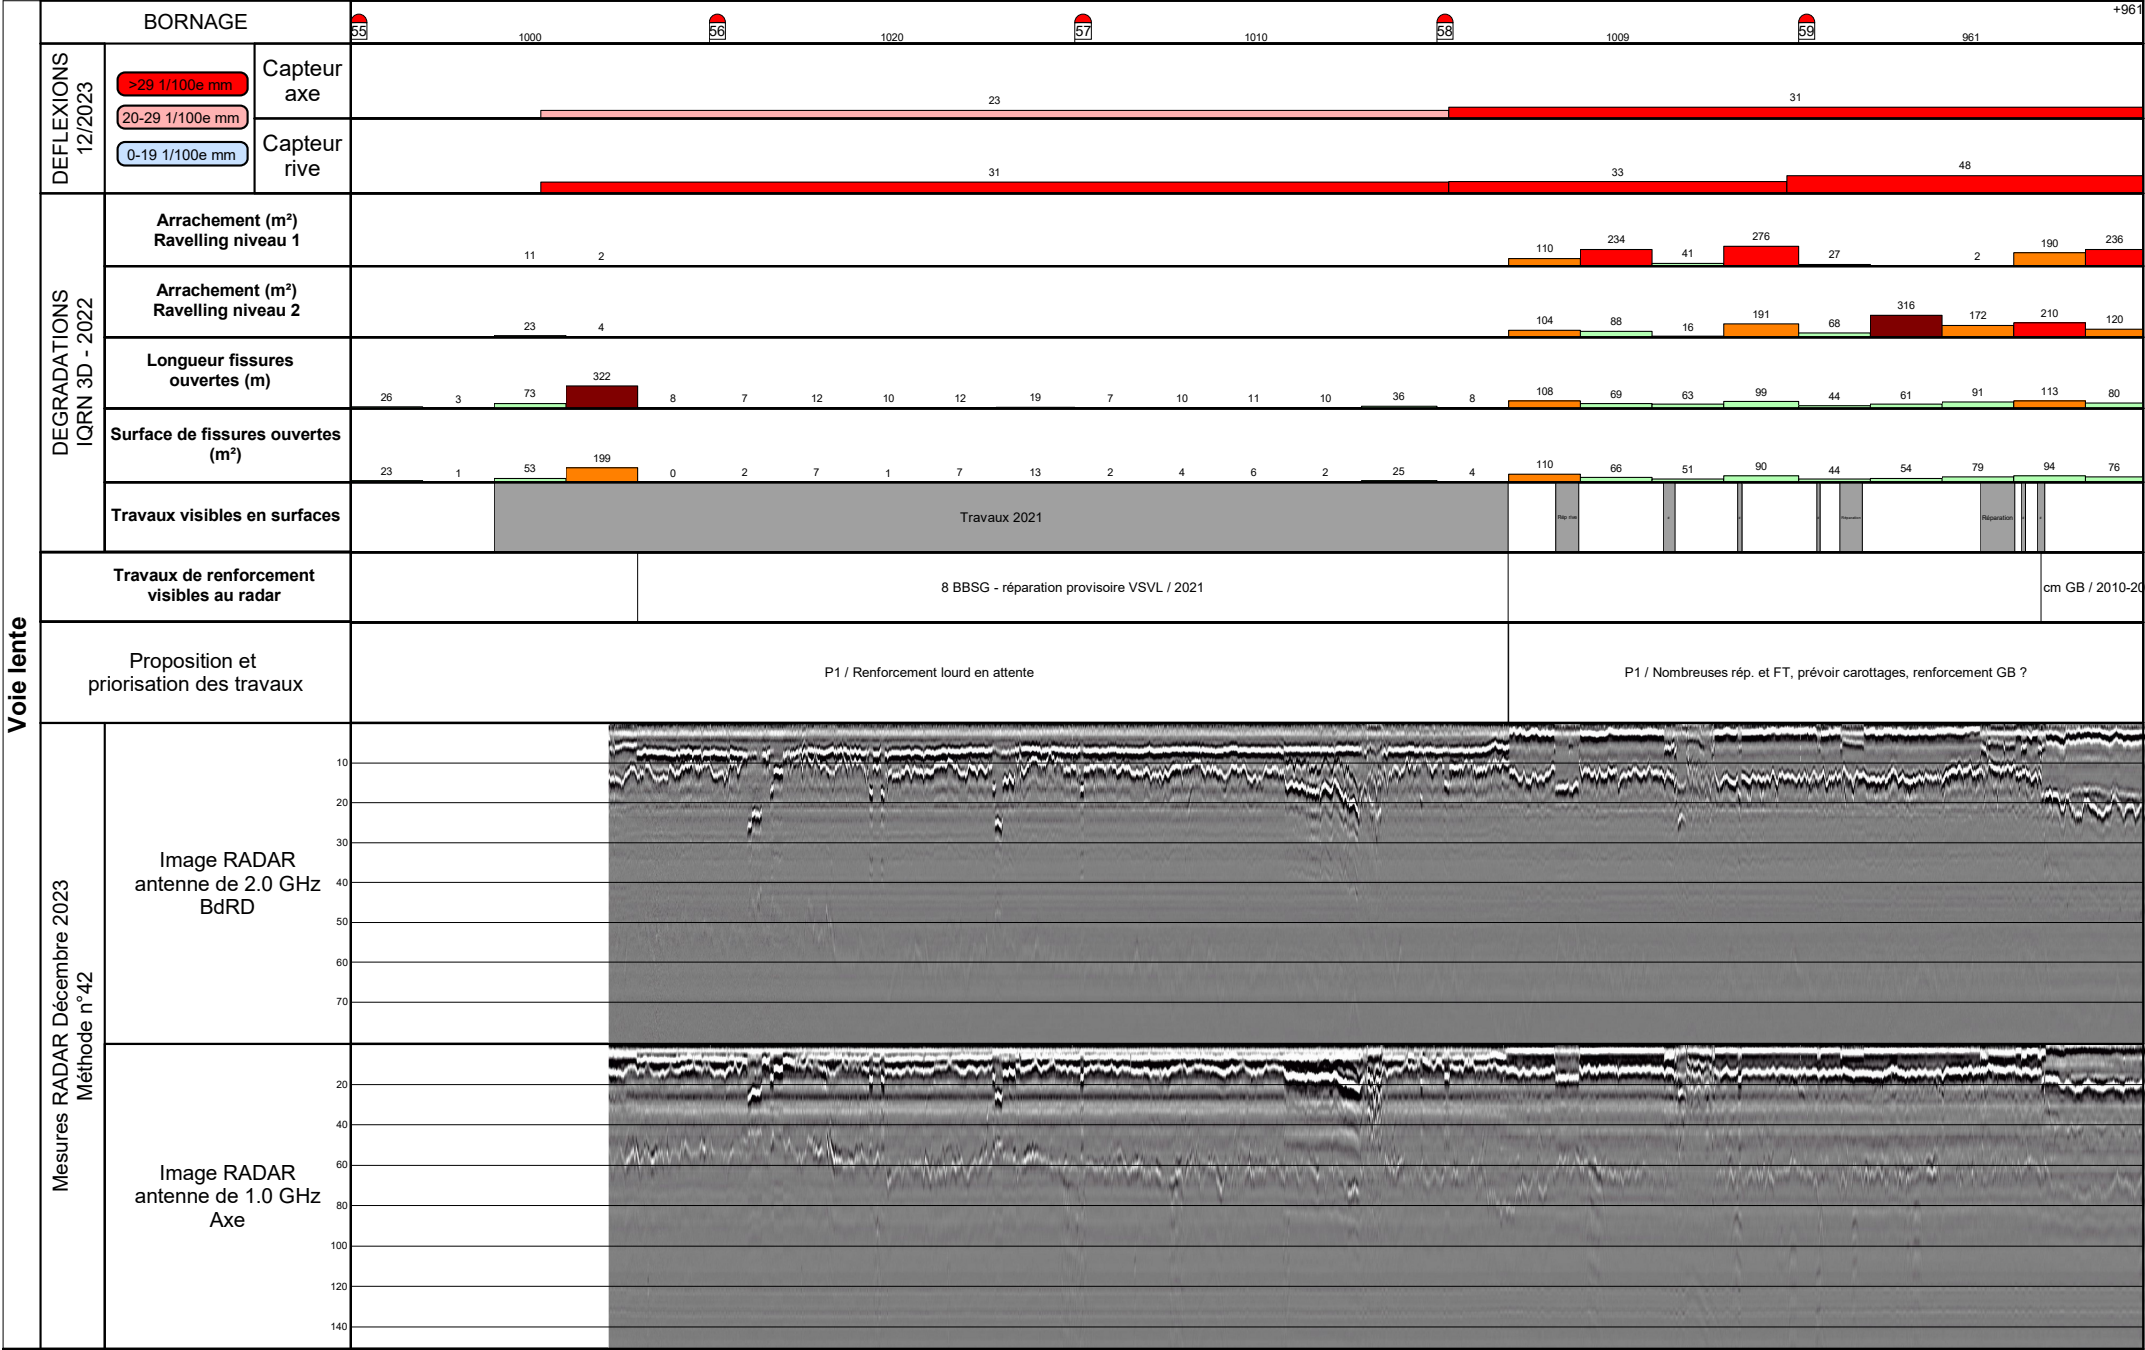 BORNAGE
55
56
57
58
59
+961
1000
1020
1010
1009
961
Voie lente
DEFLEXIONS
12/2023
>29 1/100e mm
20-29 1/100e mm
0-19 1/100e mm
Capteur
axe
23
31
Capteur
rive
31
33
48
DEGRADATIONS
IQRN 3D - 2022
Arrachement (m²)
Ravelling niveau 1
11
2
110
234
41
276
27
2
190
236
Arrachement (m²)
Ravelling niveau 2
23
4
104
88
16
191
68
316
172
210
120
Longueur fissures
ouvertes (m)
26
3
73
322
8
7
12
10
12
19
7
10
11
10
36
8
108
69
63
99
44
61
91
113
80
Surface de fissures ouvertes
(m²)
23
1
53
199
0
2
7
1
7
13
2
4
6
2
25
4
110
66
51
90
44
54
79
94
76
Travaux visibles en surfaces
Travaux 2021
Réparation
Réparation
Travaux de renforcement
visibles au radar
8 BBSG - réparation provisoire VSVL / 2021
cm GB / 2010-20
Proposition et
priorisation des travaux
P1 / Renforcement lourd en attente
P1 / Nombreuses rép. et FT, prévoir carottages, renforcement GB ?
Mesures RADAR Décembre 2023
Méthode n°42
Image RADAR
antenne de 2.0 GHz
BdRD
10
20
30
40
50
60
70
Image RADAR
antenne de 1.0 GHz
Axe
20
40
60
80
100
120
140